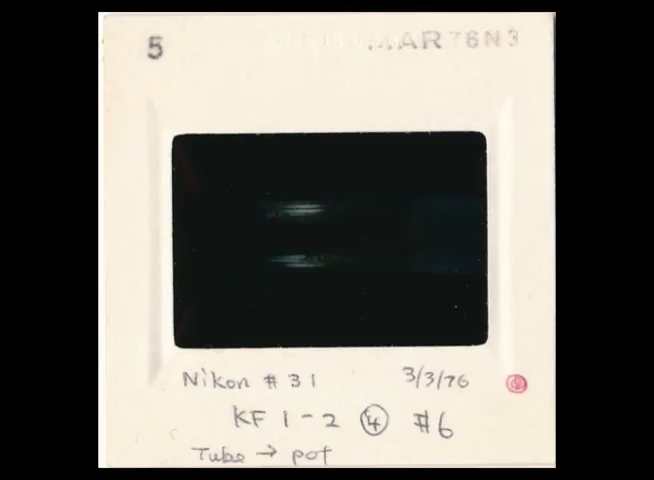 5 MAR76N3
Nikon #31 3/3/76
KF 1-2 ④ #6
Tube → pot